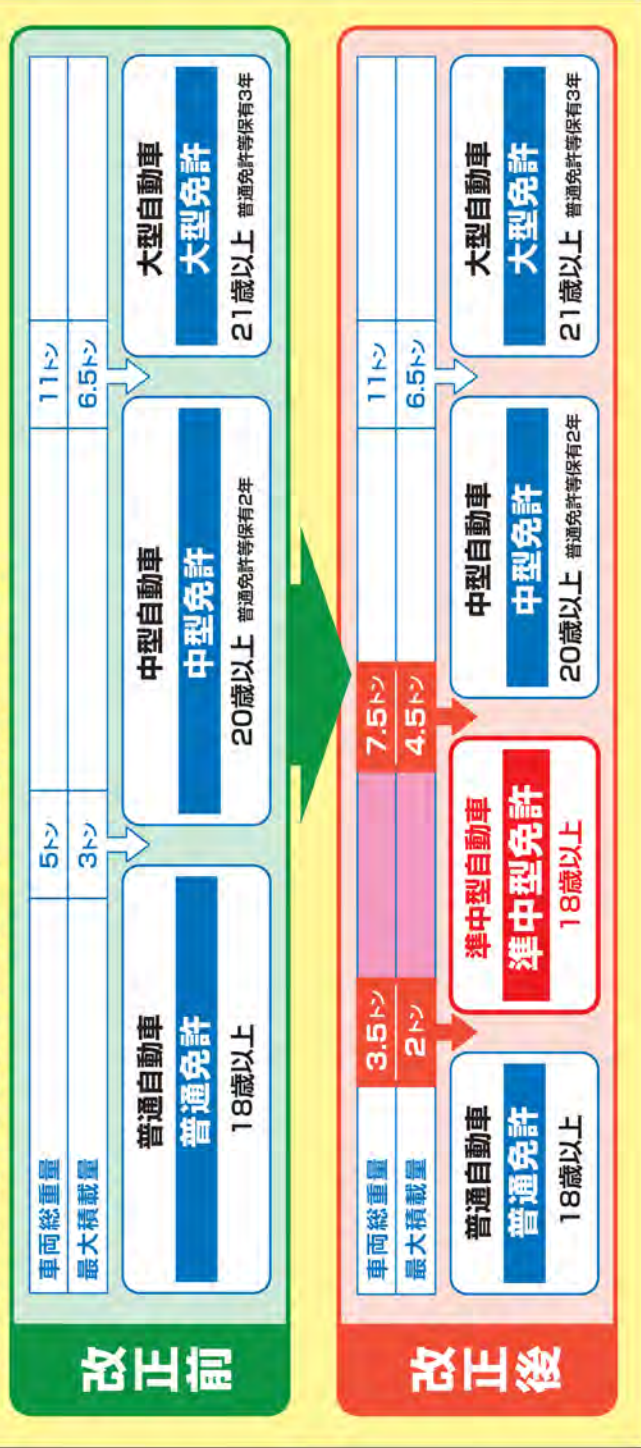 改正前
車両総重量 5トン 11トン
最大積載量 3トン 6.5トン
普通自動車
普通免許
18歳以上
中型自動車
中型免許
20歳以上 普通免許等保有2年
大型自動車
大型免許
21歳以上 普通免許等保有3年
改正後
車両総重量 3.5トン 7.5トン 11トン
最大積載量 2トン 4.5トン 6.5トン
普通自動車
普通免許
18歳以上
準中型自動車
準中型免許
18歳以上
中型自動車
中型免許
20歳以上 普通免許等保有2年
大型自動車
大型免許
21歳以上 普通免許等保有3年